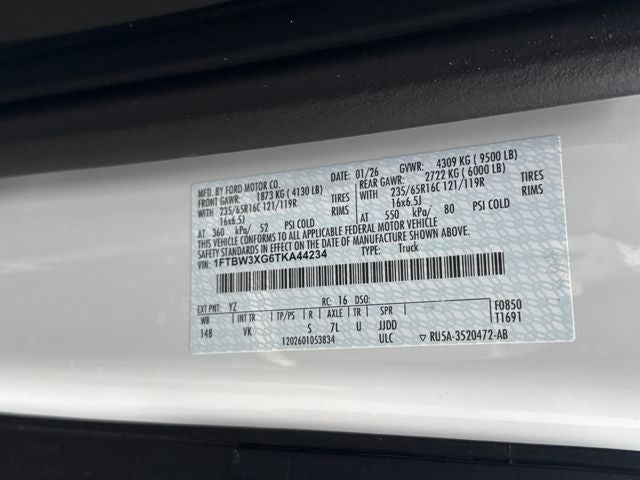 MFD. BY FORD MOTOR CO. 01/26 GVWR: 4309 KG ( 9500 LB)
FRONT GAWR: 1873 KG ( 4130 LB) REAR GAWR: 2722 KG ( 6000 LB)
WITH 235/65R16C 121/119R TIRES WITH 235/65R16C 121/119R TIRES
16x6.5J RIMS 16x6.5J RIMS
AT 360 kPa/ 52 PSI COLD AT 550 kPa/ 80 PSI COLD
THIS VEHICLE CONFORMS TO ALL APPLICABLE FEDERAL MOTOR VEHICLE
SAFETY STANDARDS IN EFFECT ON THE DATE OF MANUFACTURE SHOWN ABOVE.
VIN: 1FTBW3XG6TKA44234 TYPE: Truck
EXT PNT: YZ RC: 16 DSO:
WB INT TR TP/PS R AXLE TR SPR F0850
148 VK S 7L U JJDD T1691
1202601053834 ULC ▽ RU5A-3520472-AB